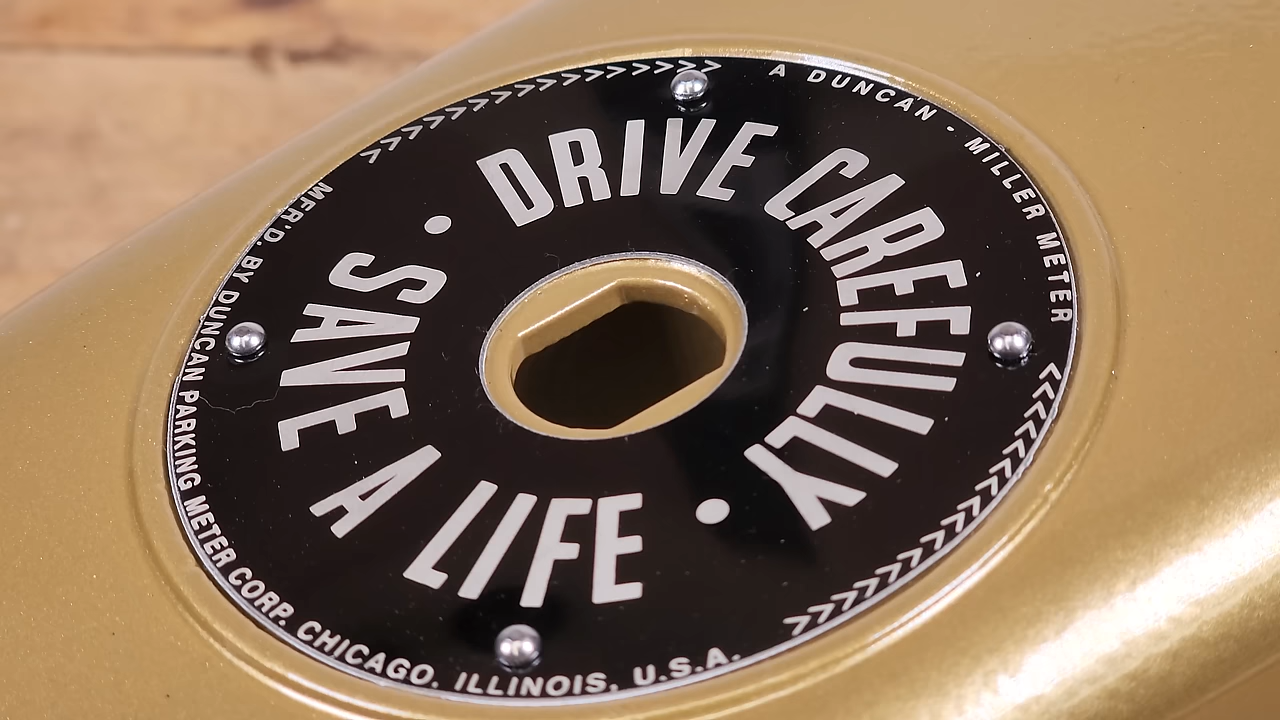 DRIVE CAREFULLY
• SAVE A LIFE •
A DUNCAN - MILLER METER
MFR'D. BY DUNCAN PARKING METER CORP. CHICAGO, ILLINOIS, U.S.A.